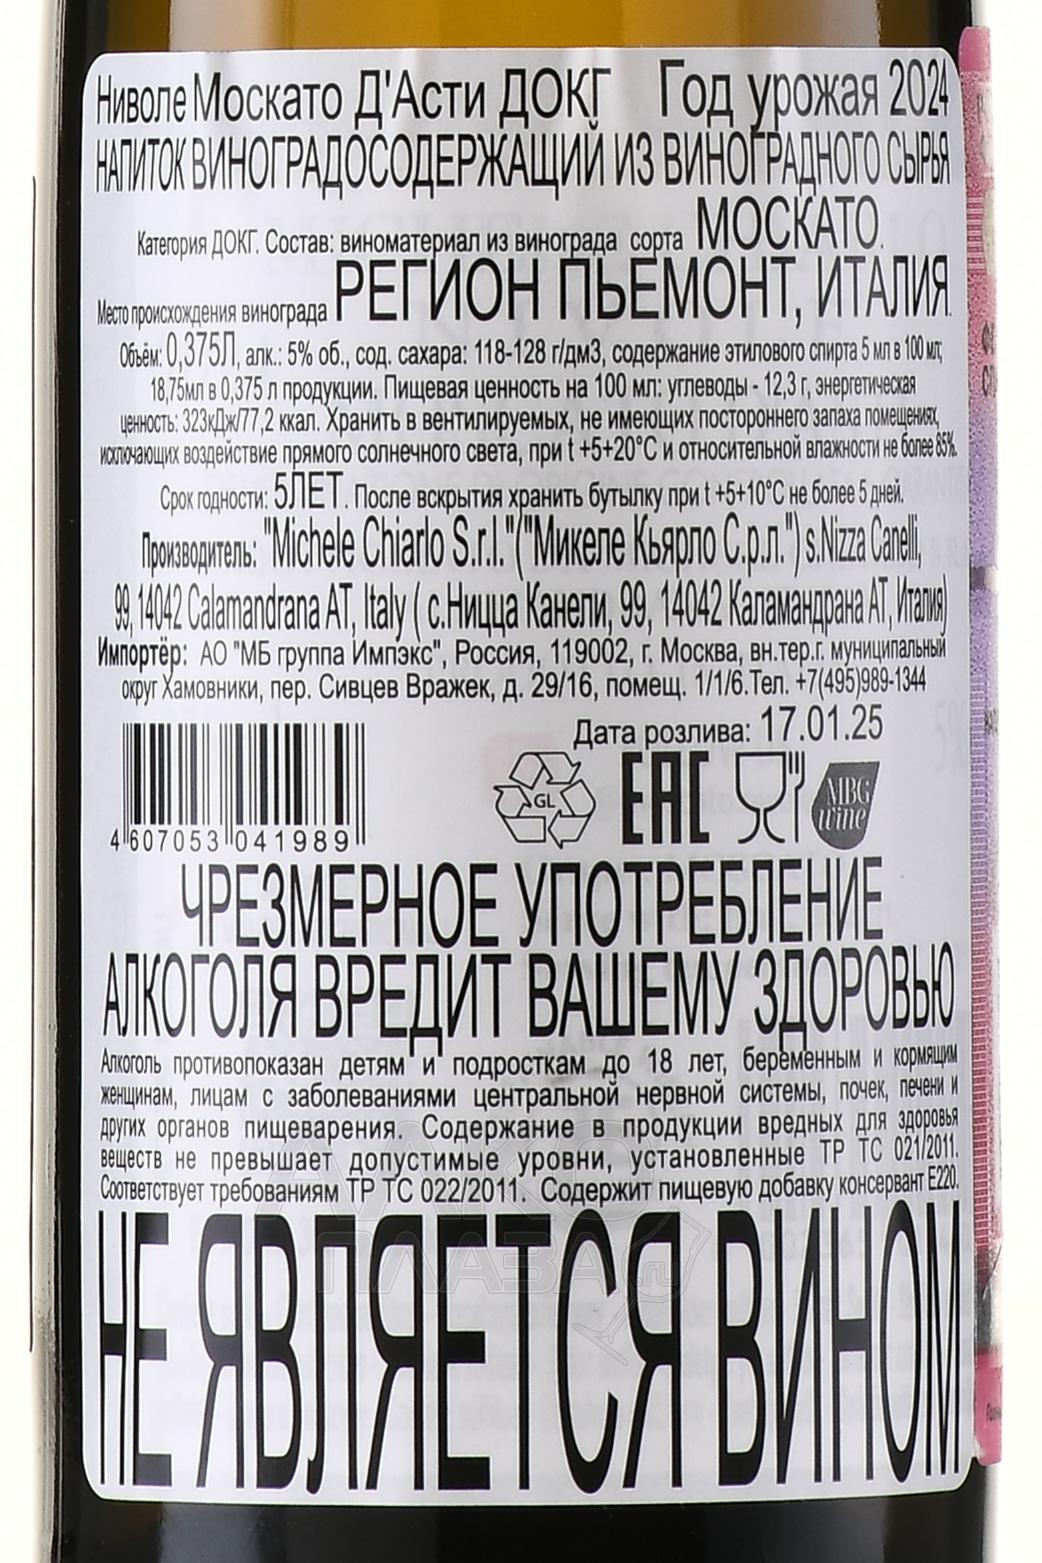 Ниволе Москато Д'Асти ДОКГ Год урожая 2024
НАПИТОК ВИНОГРАДОСОДЕРЖАЩИЙ ИЗ ВИНОГРАДНОГО СЫРЬЯ
Категория ДОКГ. Состав: виноматериал из винограда сорта МОСКАТО.
Место происхождения винограда РЕГИОН ПЬЕМОНТ, ИТАЛИЯ.
Объём: 0,375Л, алк.: 5% об., сод. сахара: 118-128 г/дм3, содержание этилового спирта 5 мл в 100 мл;
18,75мл в 0,375 л продукции. Пищевая ценность на 100 мл: углеводы - 12,3 г, энергетическая
ценность: 323кДж/77,2 ккал. Хранить в вентилируемых, не имеющих постороннего запаха помещениях,
исключающих воздействие прямого солнечного света, при t +5+20°С и относительной влажности не более 85%.
Срок годности: 5ЛЕТ. После вскрытия хранить бутылку при t +5+10°С не более 5 дней.
Производитель: "Michele Chiarlo S.r.l."("Микеле Кьярло С.р.л.") s.Nizza Canelli,
99, 14042 Calamandrana AT, Italy ( с.Ницца Канели, 99, 14042 Каламандрана АТ, Италия)
Импортёр: АО "МБ группа Импэкс", Россия, 119002, г. Москва, вн.тер.г. муниципальный
округ Хамовники, пер. Сивцев Вражек, д. 29/16, помещ. 1/1/6.Тел. +7(495)989-1344
Дата розлива: 17.01.25
GL
EAC
MBG
wine
4 607053 041989
ЧРЕЗМЕРНОЕ УПОТРЕБЛЕНИЕ
АЛКОГОЛЯ ВРЕДИТ ВАШЕМУ ЗДОРОВЬЮ
Алкоголь противопоказан детям и подросткам до 18 лет, беременным и кормящим
женщинам, лицам с заболеваниями центральной нервной системы, почек, печени и
других органов пищеварения. Содержание в продукции вредных для здоровья
веществ не превышает допустимые уровни, установленные ТР ТС 021/2011.
Соответствует требованиям ТР ТС 022/2011. Содержит пищевую добавку консервант Е220.
АЛКО
ПЛАЗА.ru
НЕ ЯВЛЯЕТСЯ ВИНОМ